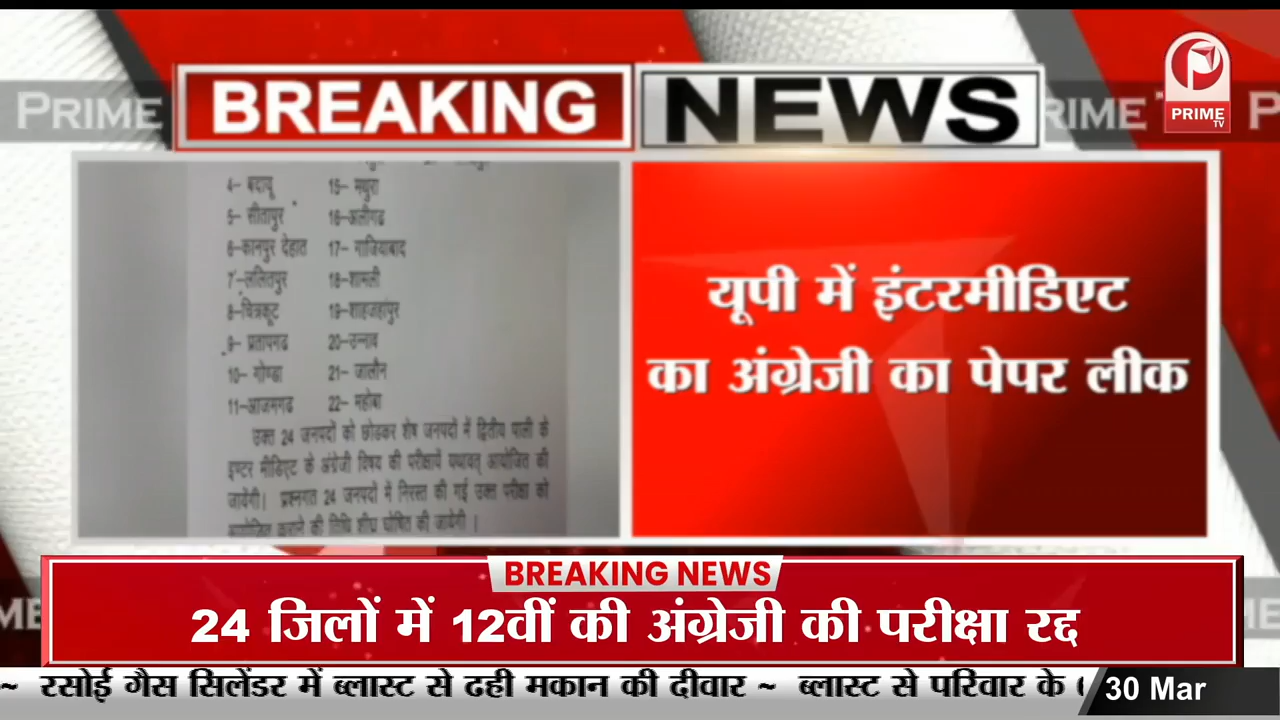 PRIME
BREAKING NEWS
PRIME TV
4- बदायू 15- मथुरा
5- सीतापुर 16-अलीगढ
6-कानपुर देहात 17- गाजियाबाद
7-ललितपुर 18-शामली
8-चित्रकूट 19-शाहजहांपुर
9- प्रतापगढ 20-उन्नाव
10- गोण्डा 21- जालौन
11-आजमगढ 22- महोबा
उक्त 24 जनपदों को छोडकर शेष जनपदों में द्वितीय पाली के
इण्टर मीडिएट के अंग्रेजी विषय की परीक्षायें यथावत् आयोजित की
जायेंगी। प्रश्नगत 24 जनपदों में निरस्त की गई उक्त परीक्षा को
आयोजित कराने की तिथि शीघ्र घोषित की जायेगी ।
यूपी में इंटरमीडिएट
का अंग्रेजी का पेपर लीक
BREAKING NEWS
24 जिलों में 12वीं की अंग्रेजी की परीक्षा रद्द
~ रसोई गैस सिलेंडर में ब्लास्ट से ढही मकान की दीवार ~ ब्लास्ट से परिवार के
30 Mar